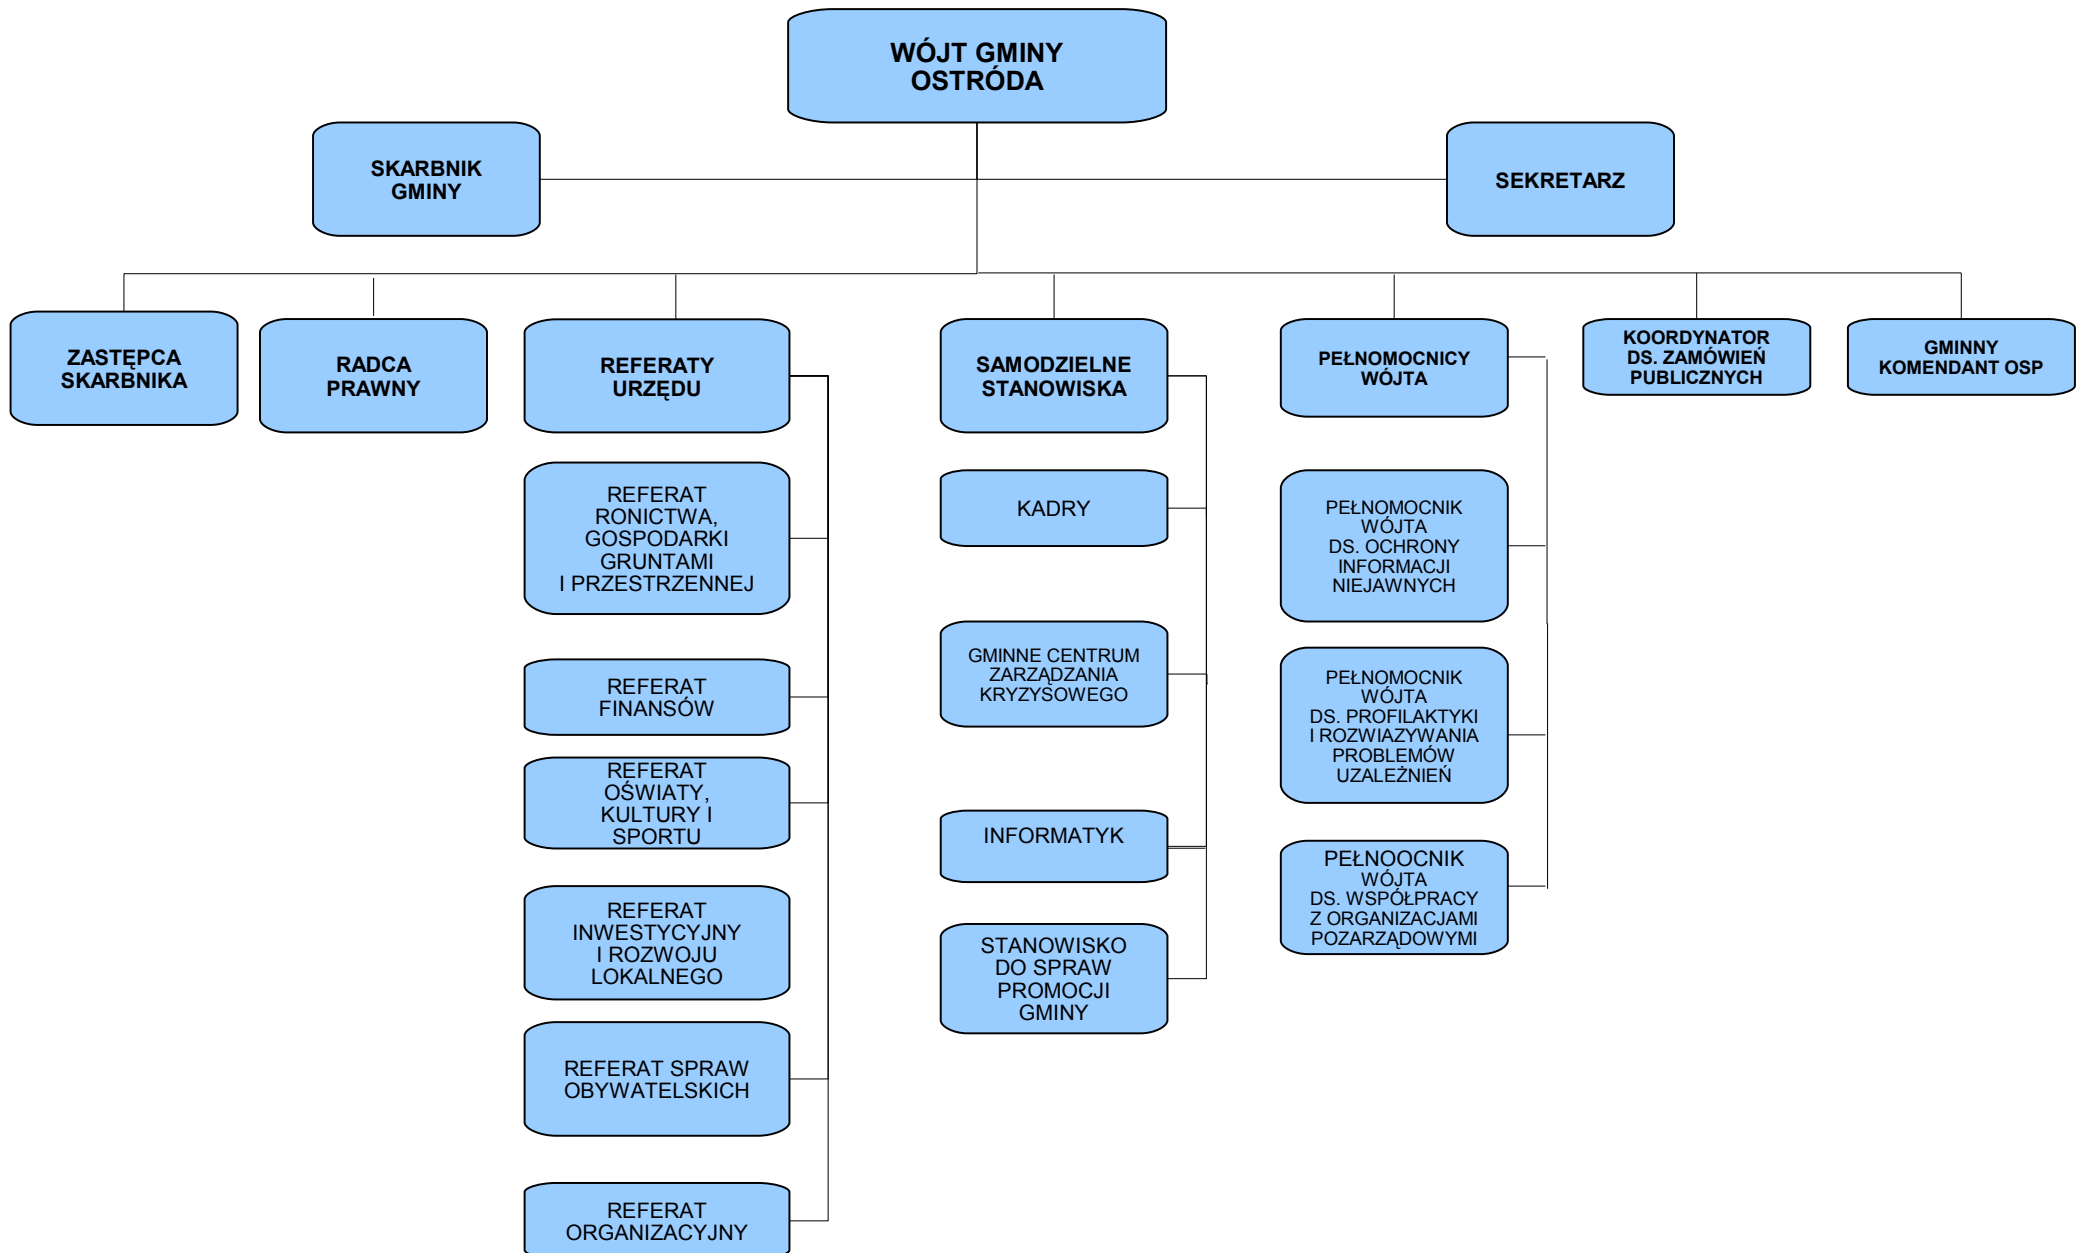 WÓJT GMINY
OSTRÓDA
SKARBNIK
GMINY
SEKRETARZ
ZASTĘPCA
SKARBNIKA
RADCA
PRAWNY
REFERATY
URZĘDU
SAMODZIELNE
STANOWISKA
PEŁNOMOCNICY
WÓJTA
KOORDYNATOR
DS. ZAMÓWIEŃ
PUBLICZNYCH
GMINNY
KOMENDANT OSP
REFERAT
RONICTWA,
GOSPODARKI
GRUNTAMI
I PRZESTRZENNEJ
REFERAT
FINANSÓW
REFERAT
OŚWIATY,
KULTURY I
SPORTU
REFERAT
INWESTYCYJNY
I ROZWOJU
LOKALNEGO
REFERAT SPRAW
OBYWATELSKICH
REFERAT
ORGANIZACYJNY
KADRY
GMINNE CENTRUM
ZARZĄDZANIA
KRYZYSOWEGO
INFORMATYK
STANOWISKO
DO SPRAW
PROMOCJI
GMINY
PEŁNOMOCNIK
WÓJTA
DS. OCHRONY
INFORMACJI
NIEJAWNYCH
PEŁNOMOCNIK
WÓJTA
DS. PROFILAKTYKI
I ROZWIAZYWANIA
PROBLEMÓW
UZALEŻNIEŃ
PEŁNOOCNIK
WÓJTA
DS. WSPÓŁPRACY
Z ORGANIZACJAMI
POZARZĄDOWYMI